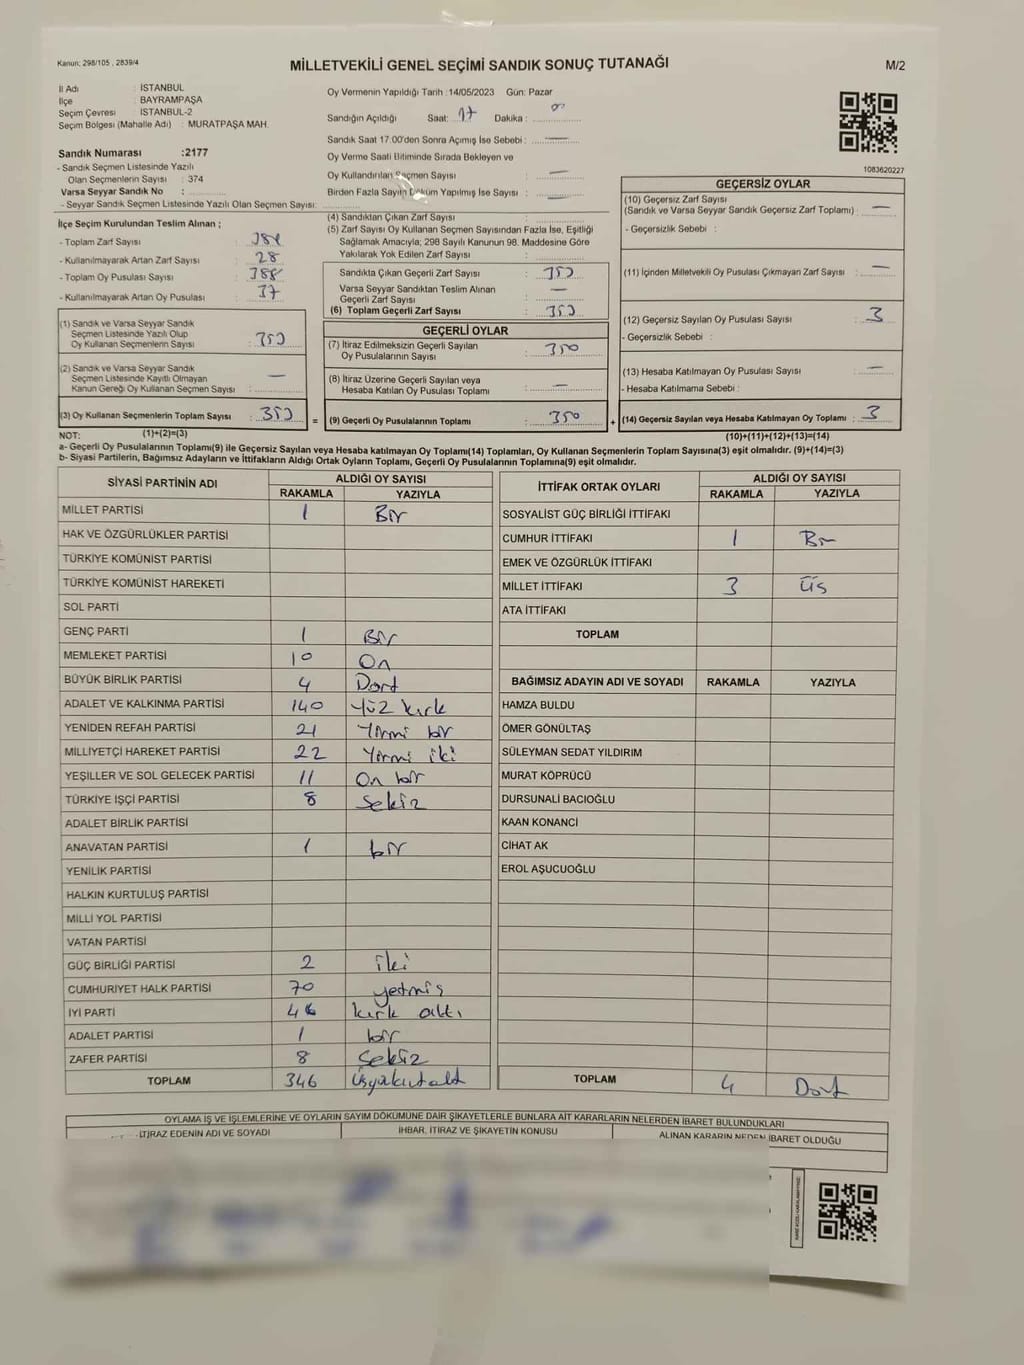 Kanun: 298/105 , 2839/4
MİLLETVEKİLİ GENEL SEÇİMİ SANDIK SONUÇ TUTANAĞI
M/2
İl Adı : İSTANBUL
İlçe : BAYRAMPAŞA
Seçim Çevresi : İSTANBUL-2
Seçim Bölgesi (Mahalle Adı) : MURATPAŞA MAH.
Sandık Numarası :2177
- Sandık Seçmen Listesinde Yazılı
Olan Seçmenlerin Sayısı : 374
Varsa Seyyar Sandık No :
- Seyyar Sandık Seçmen Listesinde Yazılı Olan Seçmen Sayısı:
Oy Vermenin Yapıldığı Tarih :14/05/2023 Gün: Pazar
Sandığın Açıldığı Saat: 17 Dakika :
Sandık Saat 17.00'den Sonra Açımış İse Sebebi : —
Oy Verme Saati Bitiminde Sırada Bekleyen ve
Oy Kullandırılan Seçmen Sayısı : —
Birden Fazla Sayım Döküm Yapılmış İse Sayısı : —
1083620227
İlçe Seçim Kurulundan Teslim Alınan ;
- Toplam Zarf Sayısı :
- Kullanılmayarak Artan Zarf Sayısı : 28
- Toplam Oy Pusulası Sayısı :
- Kullanılmayarak Artan Oy Pusulası : 37
(1) Sandık ve Varsa Seyyar Sandık
Seçmen Listesinde Yazılı Olup
Oy Kullanan Seçmenlerin Sayısı : 353
(2) Sandık ve Varsa Seyyar Sandık
Seçmen Listesinde Kayıtlı Olmayan
Kanun Gereği Oy Kullanan Seçmen Sayısı : —
(3) Oy Kullanan Seçmenlerin Toplam Sayısı : 353
(4) Sandıktan Çıkan Zarf Sayısı :
(5) Zarf Sayısı Oy Kullanan Seçmen Sayısından Fazla İse, Eşitliği
Sağlamak Amacıyla; 298 Sayılı Kanunun 98. Maddesine Göre
Yakılarak Yok Edilen Zarf Sayısı :
Sandıkta Çıkan Geçerli Zarf Sayısı : 353
Varsa Seyyar Sandıktan Teslim Alınan
Geçerli Zarf Sayısı : —
(6) Toplam Geçerli Zarf Sayısı : 353
GEÇERLİ OYLAR
(7) İtiraz Edilmeksizin Geçerli Sayılan
Oy Pusulalarının Sayısı : 350
(8) İtiraz Üzerine Geçerli Sayılan veya
Hesaba Katılan Oy Pusulası Toplamı : —
= (9) Geçerli Oy Pusulalarının Toplamı : 350
GEÇERSİZ OYLAR
(10) Geçersiz Zarf Sayısı
(Sandık ve Varsa Seyyar Sandık Geçersiz Zarf Toplamı) : —
- Geçersizlik Sebebi :
(11) İçinden Milletvekili Oy Pusulası Çıkmayan Zarf Sayısı : —
(12) Geçersiz Sayılan Oy Pusulası Sayısı : 3
- Geçersizlik Sebebi :
(13) Hesaba Katılmayan Oy Pusulası Sayısı : —
- Hesaba Katılmama Sebebi :
+ (14) Geçersiz Sayılan veya Hesaba Katılmayan Oy Toplamı : 3
NOT: (1)+(2)=(3)
(10)+(11)+(12)+(13)=(14)
a- Geçerli Oy Pusulalarının Toplamı(9) ile Geçersiz Sayılan veya Hesaba katılmayan Oy Toplamı(14) Toplamları, Oy Kullanan Seçmenlerin Toplam Sayısına(3) eşit olmalıdır. (9)+(14)=(3)
b- Siyasi Partilerin, Bağımsız Adayların ve İttifakların Aldığı Ortak Oyların Toplamı, Geçerli Oy Pusulalarının Toplamına(9) eşit olmalıdır.
SİYASİ PARTİNİN ADI ALDIĞI OY SAYISI
RAKAMLA YAZIYLA
MİLLET PARTİSİ 1 Bir
HAK VE ÖZGÜRLÜKLER PARTİSİ
TÜRKİYE KOMÜNİST PARTİSİ
TÜRKİYE KOMÜNİST HAREKETİ
SOL PARTİ
GENÇ PARTİ 1 Bir
MEMLEKET PARTİSİ 10 On
BÜYÜK BİRLİK PARTİSİ 4 Dört
ADALET VE KALKINMA PARTİSİ 140 Yüz kırk
YENİDEN REFAH PARTİSİ 21 Yirmi bir
MİLLİYETÇİ HAREKET PARTİSİ 22 Yirmi iki
YEŞİLLER VE SOL GELECEK PARTİSİ 11 On bir
TÜRKİYE İŞÇİ PARTİSİ 8 Sekiz
ADALET BİRLİK PARTİSİ
ANAVATAN PARTİSİ 1 bir
YENİLİK PARTİSİ
HALKIN KURTULUŞ PARTİSİ
MİLLİ YOL PARTİSİ
VATAN PARTİSİ
GÜÇ BİRLİĞİ PARTİSİ 2 iki
CUMHURİYET HALK PARTİSİ 70 yetmiş
İYİ PARTİ 46 kırk altı
ADALET PARTİSİ 1 bir
ZAFER PARTİSİ 8 Sekiz
TOPLAM 346 üçyüzkırkaltı
İTTİFAK ORTAK OYLARI ALDIĞI OY SAYISI
RAKAMLA YAZIYLA
SOSYALİST GÜÇ BİRLİĞİ İTTİFAKI
CUMHUR İTTİFAKI 1 Bir
EMEK VE ÖZGÜRLÜK İTTİFAKI
MİLLET İTTİFAKI 3 Üç
ATA İTTİFAKI
TOPLAM
BAĞIMSIZ ADAYIN ADI VE SOYADI RAKAMLA YAZIYLA
HAMZA BULDU
ÖMER GÖNÜLTAŞ
SÜLEYMAN SEDAT YILDIRIM
MURAT KÖPRÜCÜ
DURSUNALİ BACIOĞLU
KAAN KONANCİ
CİHAT AK
EROL AŞUCUOĞLU
TOPLAM 4 Dört
OYLAMA İŞ VE İŞLEMLERİNE VE OYLARIN SAYIM DÖKÜMÜNE DAİR ŞİKAYETLERLE BUNLARA AİT KARARLARIN NELERDEN İBARET BULUNDUKLARI
İTİRAZ EDENİN ADI VE SOYADI İHBAR, İTİRAZ VE ŞİKAYETİN KONUSU ALINAN KARARIN NEDEN İBARET OLDUĞU